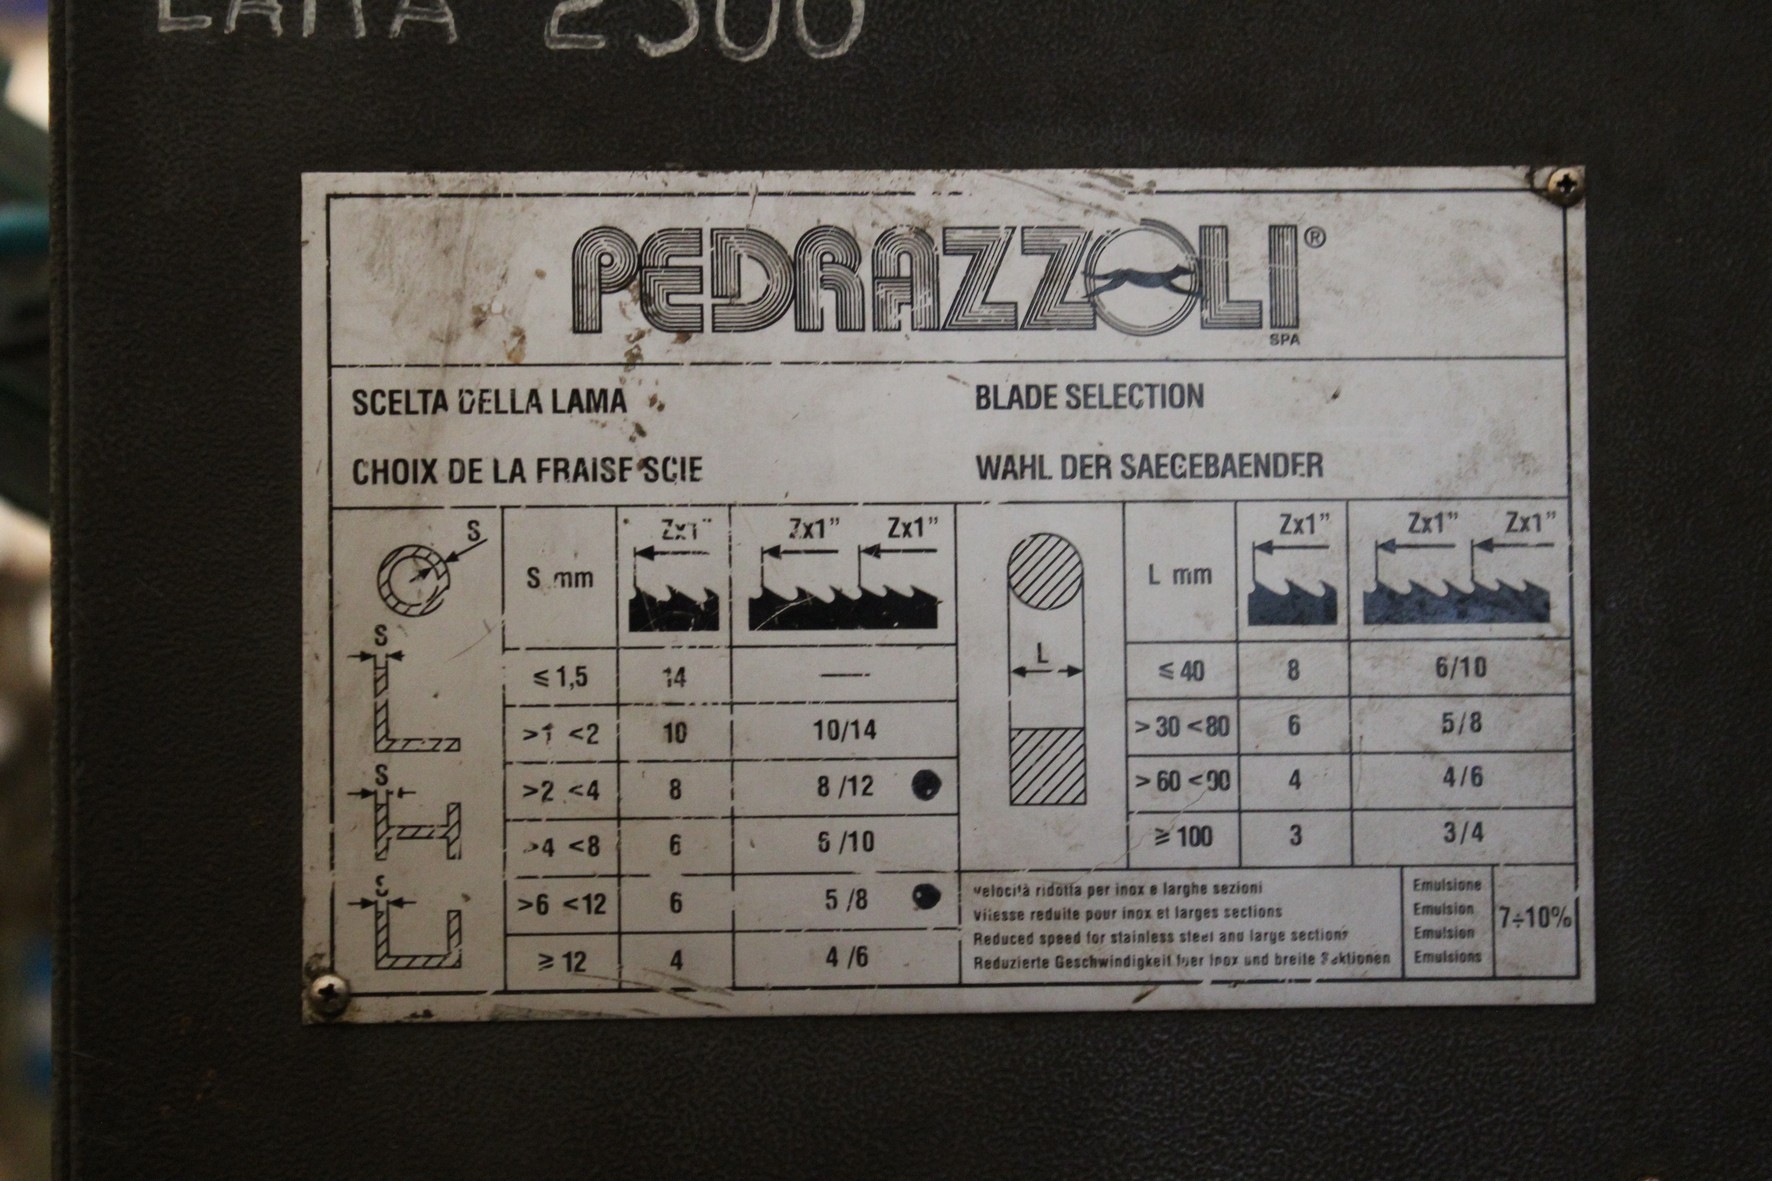 LAMA 2500
PEDRAZZOLI®
SPA
SCELTA DELLA LAMA
BLADE SELECTION
CHOIX DE LA FRAISE SCIE
WAHL DER SAEGEBAENDER
S
S
S
S
S mm Zx1" Zx1" Zx1"
≤ 1,5 14 —
>1 <2 10 10/14
>2 <4 8 8/12
>4 <8 6 6/10
>6 <12 6 5/8
≥ 12 4 4/6
L
L mm Zx1" Zx1" Zx1"
≤ 40 8 6/10
> 30 < 80 6 5/8
> 60 < 90 4 4/6
≥ 100 3 3/4
Velocità ridotta per inox e larghe sezioni
Vitesse reduite pour inox et larges sections
Reduced speed for stainless steel and large sections
Reduzierte Geschwindigkeit fuer Inox und breite Sektionen
Emulsione
Emulsion
Emulsion
Emulsions
7÷10%